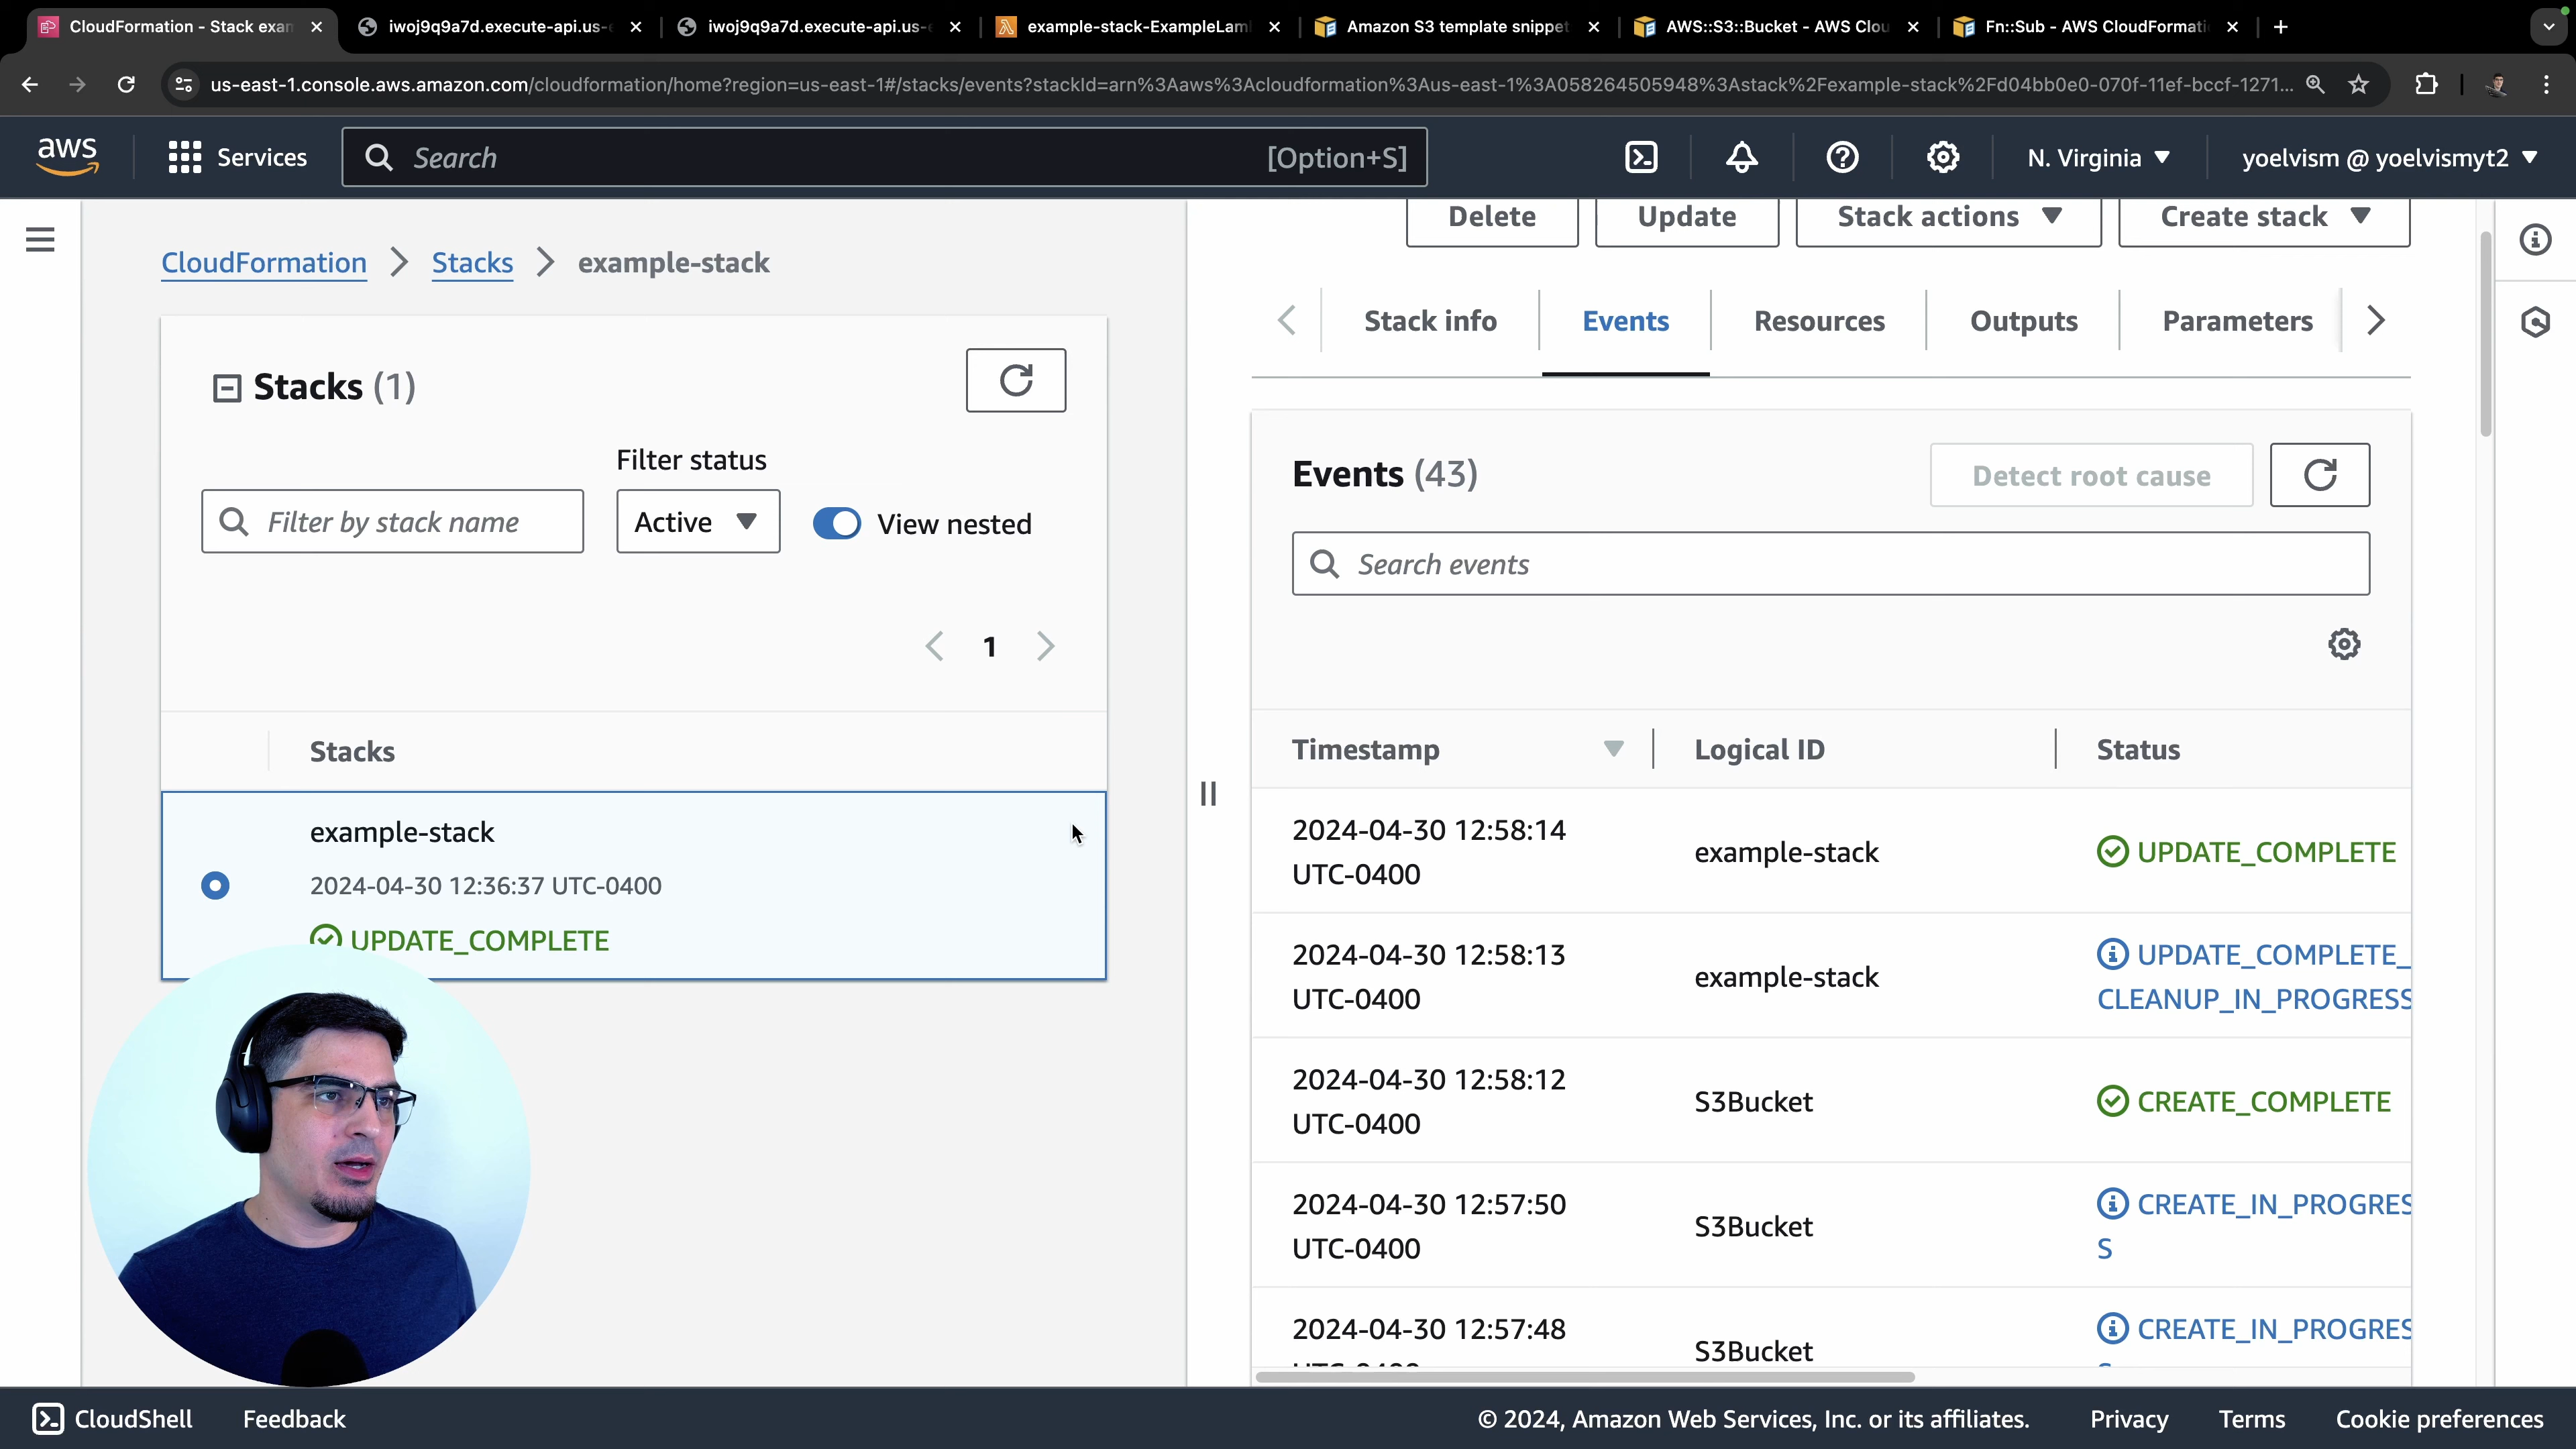 CloudFormation - Stack exam
iwoj9q9a7d.execute-api.us-e
iwoj9q9a7d.execute-api.us-e
example-stack-ExampleLaml
Amazon S3 template snippet
AWS::S3::Bucket - AWS Clou
Fn::Sub - AWS CloudFormati
us-east-1.console.aws.amazon.com/cloudformation/home?region=us-east-1#/stacks/events?stackId=arn%3Aaws%3Acloudformation%3Aus-east-1%3A058264505948%3Astack%2Fexample-stack%2Fd04bb0e0-070f-11ef-bccf-1271...
aws
Services
Search
[Option+S]
N. Virginia
yoelvism @ yoelvismyt2
CloudFormation
Stacks
example-stack
Delete
Update
Stack actions
Create stack
Stack info
Events
Resources
Outputs
Parameters
Stacks (1)
Filter status
Filter by stack name
Active
View nested
1
Stacks
example-stack
2024-04-30 12:36:37 UTC-0400
UPDATE_COMPLETE
Events (43)
Detect root cause
Search events
Timestamp
Logical ID
Status
2024-04-30 12:58:14
UTC-0400
example-stack
UPDATE_COMPLETE
2024-04-30 12:58:13
UTC-0400
example-stack
UPDATE_COMPLETE_
CLEANUP_IN_PROGRESS
2024-04-30 12:58:12
UTC-0400
S3Bucket
CREATE_COMPLETE
2024-04-30 12:57:50
UTC-0400
S3Bucket
CREATE_IN_PROGRES
S
2024-04-30 12:57:48
S3Bucket
CREATE_IN_PROGRES
CloudShell
Feedback
© 2024, Amazon Web Services, Inc. or its affiliates.
Privacy
Terms
Cookie preferences